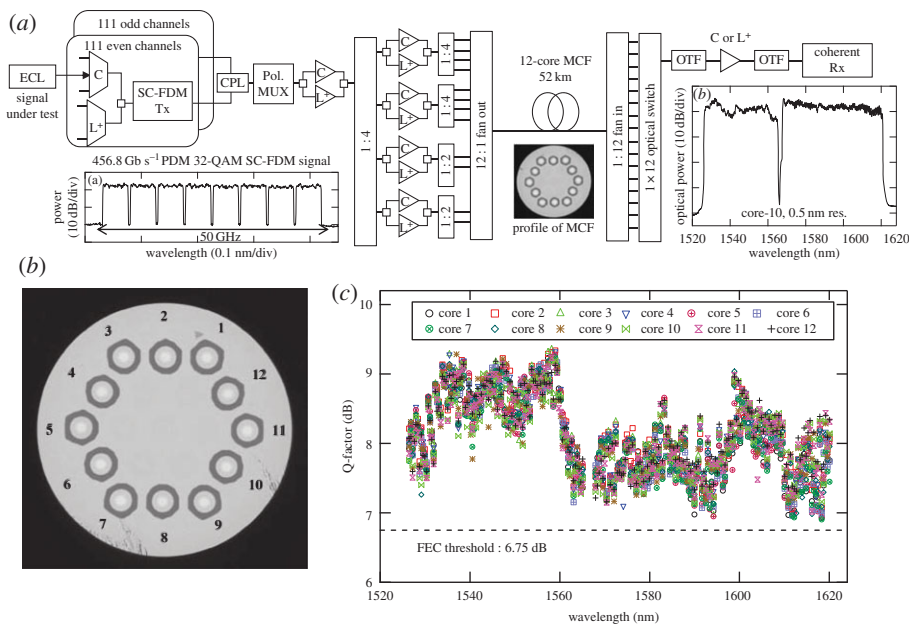 (a)
111 odd channels
111 even channels
ECL
signal
under test
C
L+
SC-FDM
Tx
CPL
Pol.
MUX
C
L+
1 : 4
C
L+
1 : 4
C
L+
1 : 4
C
L+
1 : 2
C
L+
1 : 2
12 : 1 fan out
12-core MCF
52 km
profile of MCF
1 : 12 fan in
1 × 12 optical switch
OTF
C or L+
OTF
coherent
Rx
456.8 Gb s−1 PDM 32-QAM SC-FDM signal
(a)
power
(10 dB/div)
50 GHz
wavelength (0.1 nm/div)
(b)
optical power (10 dB/div)
core-10, 0.5 nm res.
1520 1540 1560 1580 1600 1620
wavelength (nm)
(b)
1
2
3
4
5
6
7
8
9
10
11
12
(c)
core 1 core 2 core 3 core 4 core 5 core 6
core 7 core 8 core 9 core 10 core 11 core 12
Q-factor (dB)
10
9
8
7
6
FEC threshold : 6.75 dB
1520 1540 1560 1580 1600 1620
wavelength (nm)